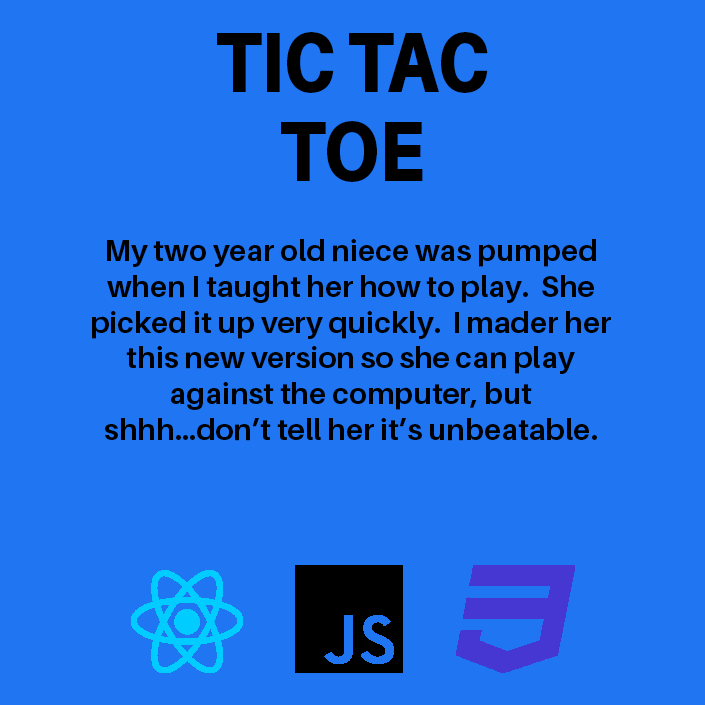 TIC TAC
TOE
My two year old niece was pumped
when I taught her how to play.  She
picked it up very quickly.  I mader her
this new version so she can play
against the computer, but
shhh...don’t tell her it’s unbeatable.
JS